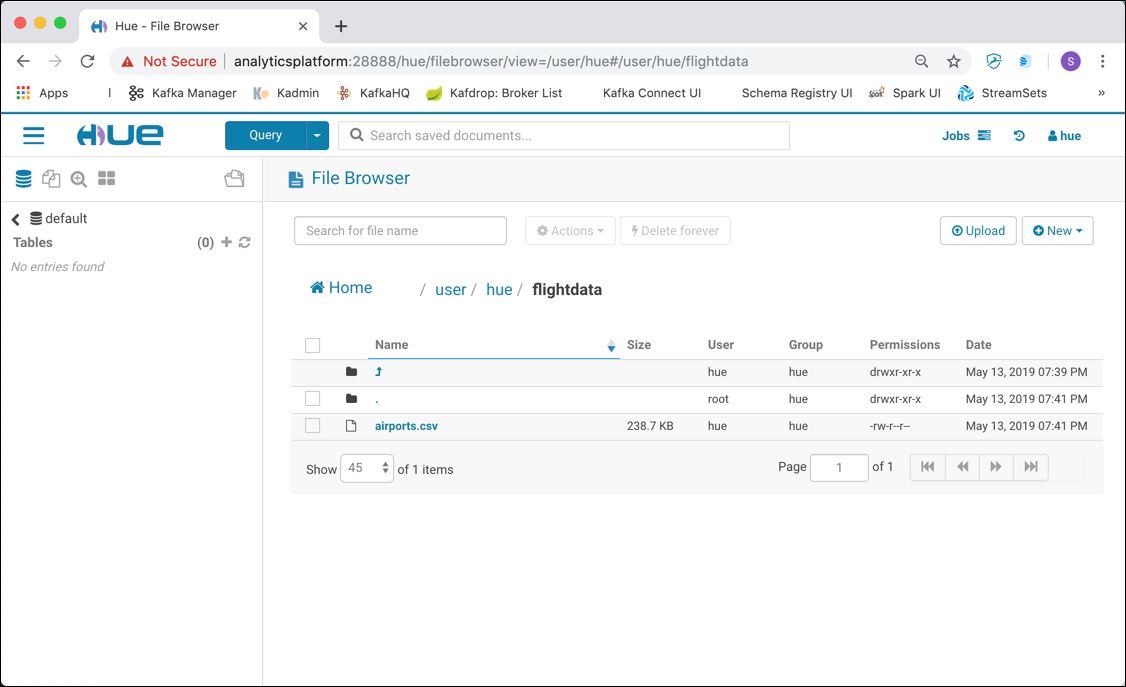 Hue - File Browser
Not Secure | analyticsplatform:28888/hue/filebrowser/view=/user/hue#/user/hue/flightdata
S
Apps Kafka Manager Kadmin KafkaHQ Kafdrop: Broker List Kafka Connect UI Schema Registry UI Spark UI StreamSets »
HUE Query Search saved documents... Jobs hue
File Browser
default
Tables (0)
No entries found
Search for file name Actions Delete forever Upload New
Home / user / hue / flightdata
Name Size User Group Permissions Date
hue hue drwxr-xr-x May 13, 2019 07:39 PM
. root hue drwxr-xr-x May 13, 2019 07:41 PM
airports.csv 238.7 KB hue hue -rw-r--r-- May 13, 2019 07:41 PM
Show 45 of 1 items Page 1 of 1